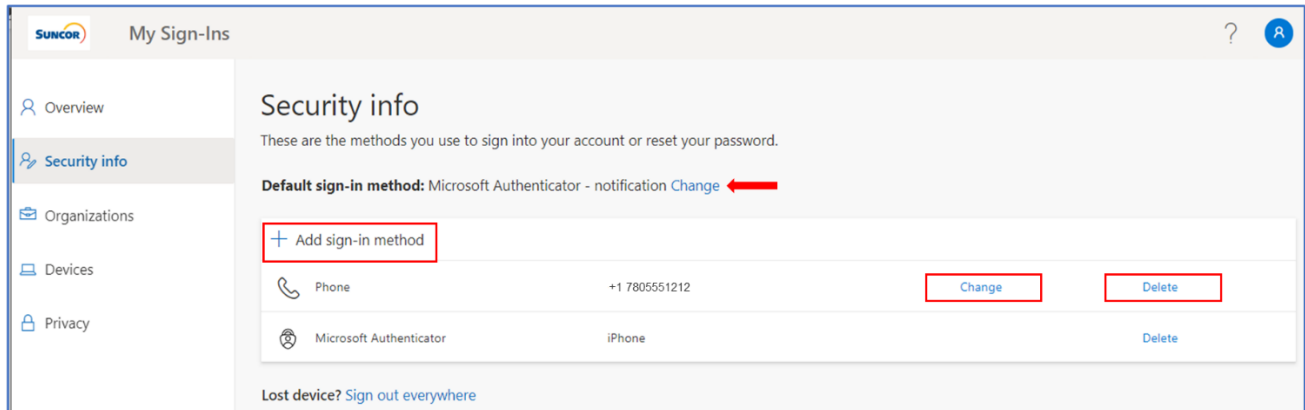 SUNCOR My Sign-Ins ? R
Overview
Security info
Organizations
Devices
Privacy
Security info
These are the methods you use to sign into your account or reset your password.
Default sign-in method: Microsoft Authenticator - notification Change
+ Add sign-in method
Phone +1 7805551212 Change Delete
Microsoft Authenticator iPhone Delete
Lost device? Sign out everywhere